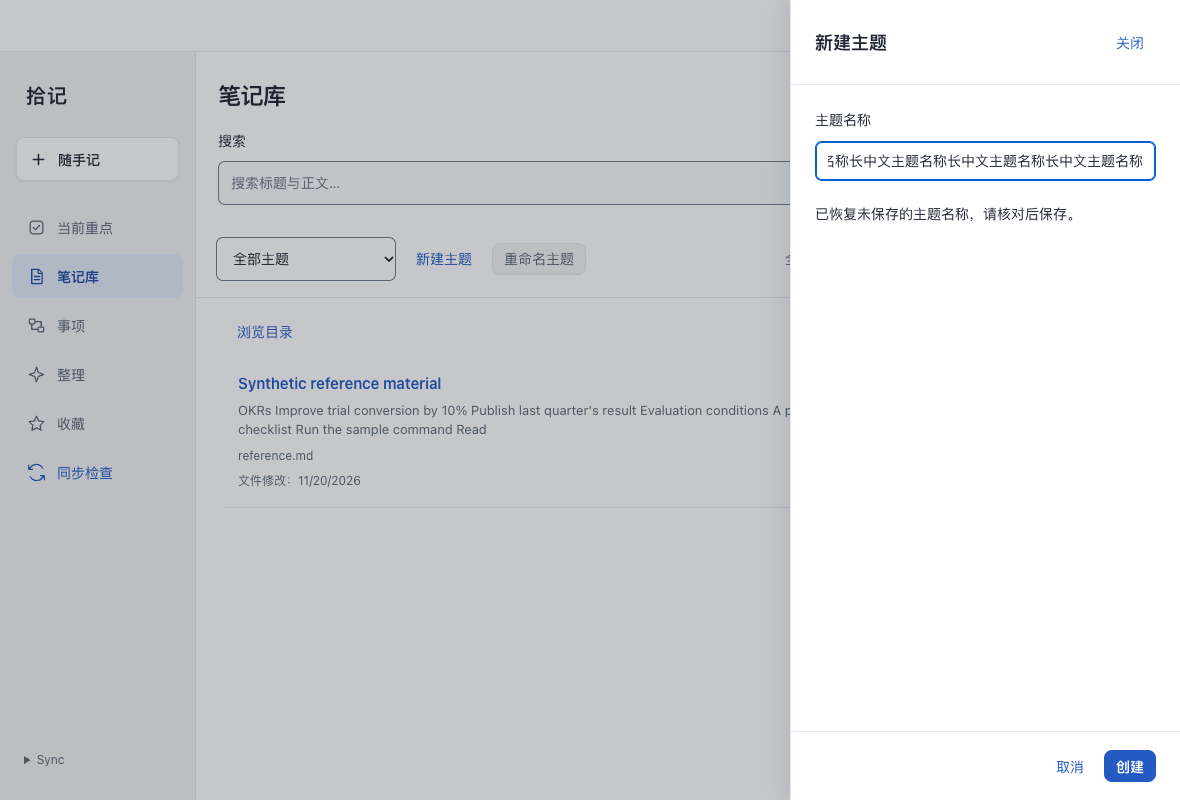 拾记
随手记
当前重点
笔记库
事项
整理
收藏
同步检查
Sync
笔记库
搜索
搜索标题与正文...
全部主题
新建主题
重命名主题
浏览目录
Synthetic reference material
OKRs Improve trial conversion by 10% Publish last quarter's result Evaluation conditions A
checklist Run the sample command Read
reference.md
文件修改：11/20/2026
新建主题
关闭
主题名称
称长中文主题名称长中文主题名称长中文主题名称
已恢复未保存的主题名称，请核对后保存。
取消
创建